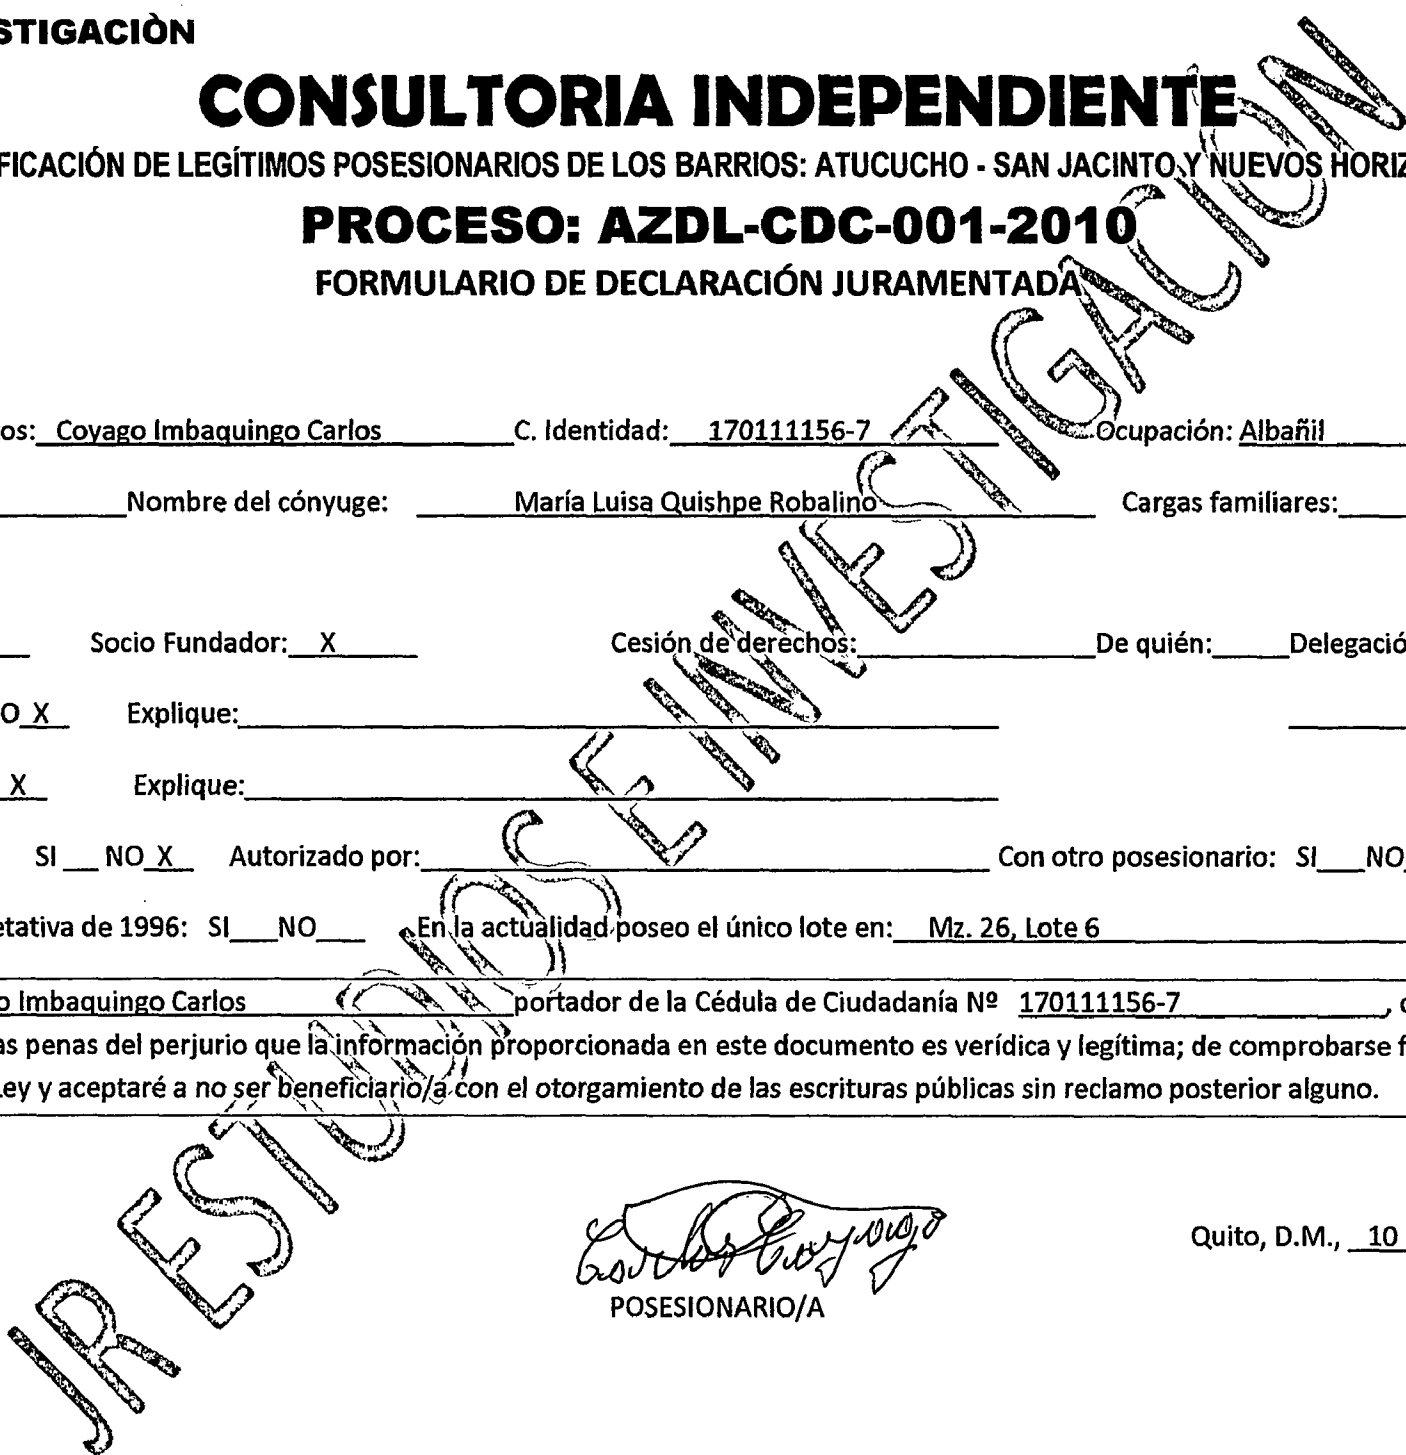 STIGACIÒN
CONSULTORIA INDEPENDIENTE
FICACIÓN DE LEGÍTIMOS POSESIONARIOS DE LOS BARRIOS: ATUCUCHO - SAN JACINTO Y NUEVOS HORIZ
PROCESO: AZDL-CDC-001-2010
FORMULARIO DE DECLARACIÓN JURAMENTADA
os: Coyago Imbaquingo Carlos C. Identidad: 170111156-7 Ocupación: Albañil
Nombre del cónyuge: María Luisa Quishpe Robalino Cargas familiares:
Socio Fundador: X Cesión de derechos: De quién: Delegació
O X Explique:
X Explique:
SI NO X Autorizado por: Con otro posesionario: SI NO
etativa de 1996: SI NO En la actualidad poseo el único lote en: Mz. 26, Lote 6
o Imbaquingo Carlos portador de la Cédula de Ciudadanía Nº 170111156-7 ,
as penas del perjurio que la información proporcionada en este documento es verídica y legítima; de comprobarse f
Ley y aceptaré a no ser beneficiario/a con el otorgamiento de las escrituras públicas sin reclamo posterior alguno.
Carlos Coyago
Quito, D.M., 10
POSESIONARIO/A
JR ESTUDIOS E INVESTIGACION